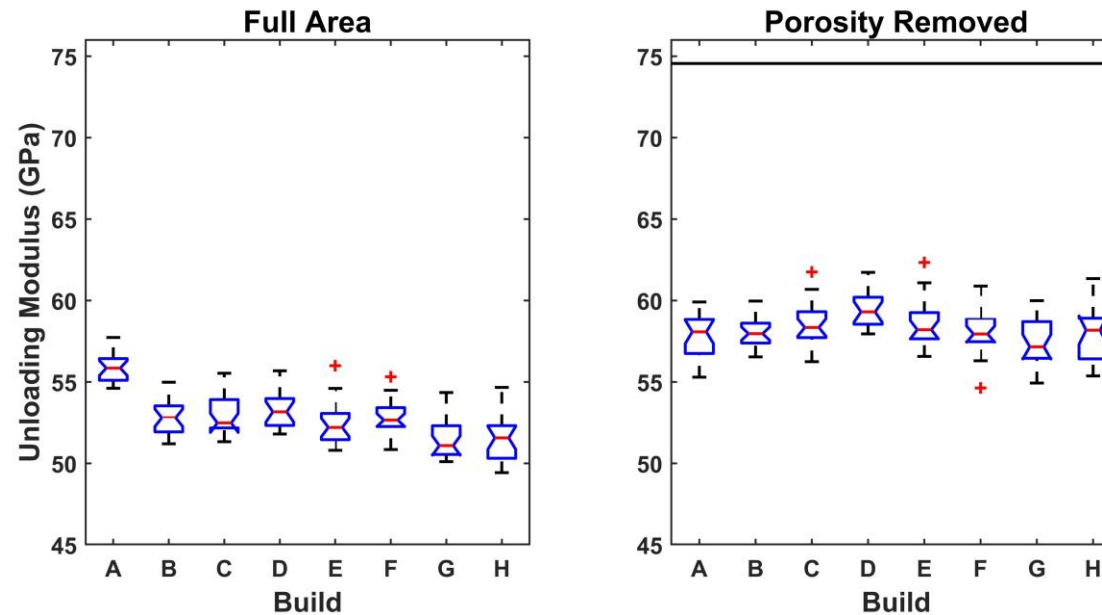 Full Area
Unloading Modulus (GPa)
75
70
65
60
55
50
45
A B C D E F G H
Build
Porosity Removed
75
70
65
60
55
50
45
A B C D E F G H
Build